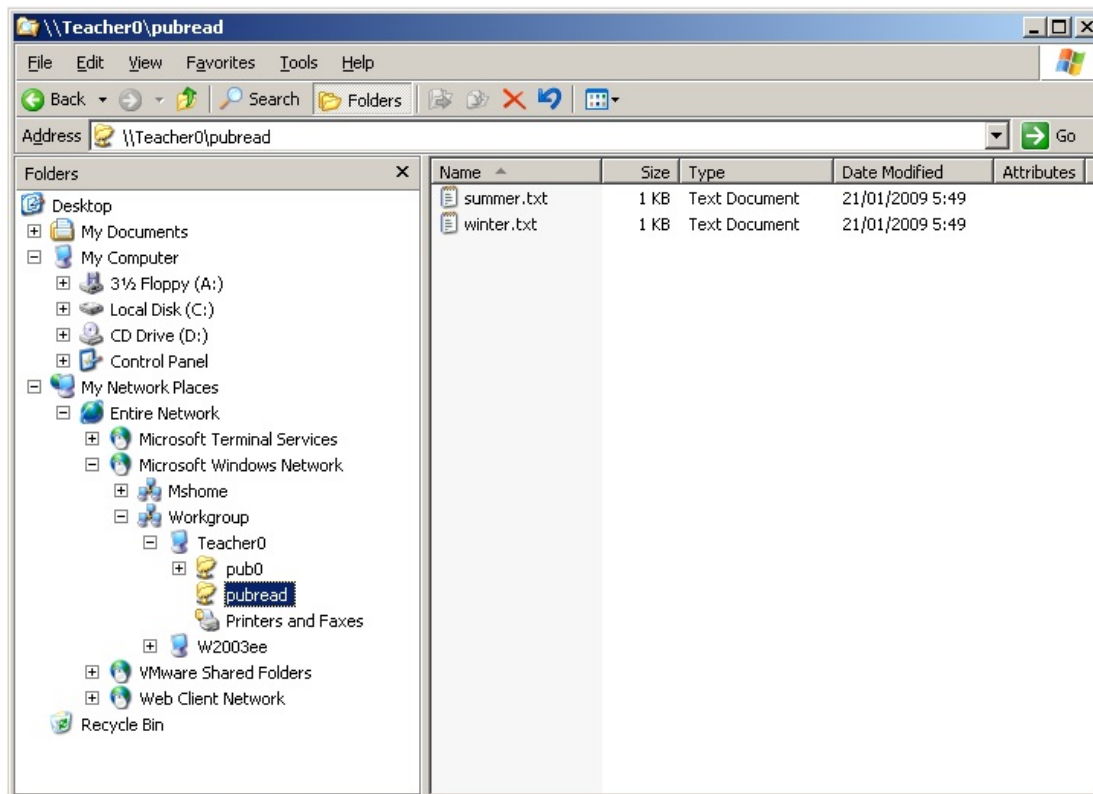 \\Teacher0\pubread
File Edit View Favorites Tools Help
Back Search Folders
Address \\Teacher0\pubread Go
Folders
Desktop
My Documents
My Computer
3½ Floppy (A:)
Local Disk (C:)
CD Drive (D:)
Control Panel
My Network Places
Entire Network
Microsoft Terminal Services
Microsoft Windows Network
Mshome
Workgroup
Teacher0
pub0
pubread
Printers and Faxes
W2003ee
VMware Shared Folders
Web Client Network
Recycle Bin
Name Size Type Date Modified Attributes
summer.txt 1 KB Text Document 21/01/2009 5:49
winter.txt 1 KB Text Document 21/01/2009 5:49